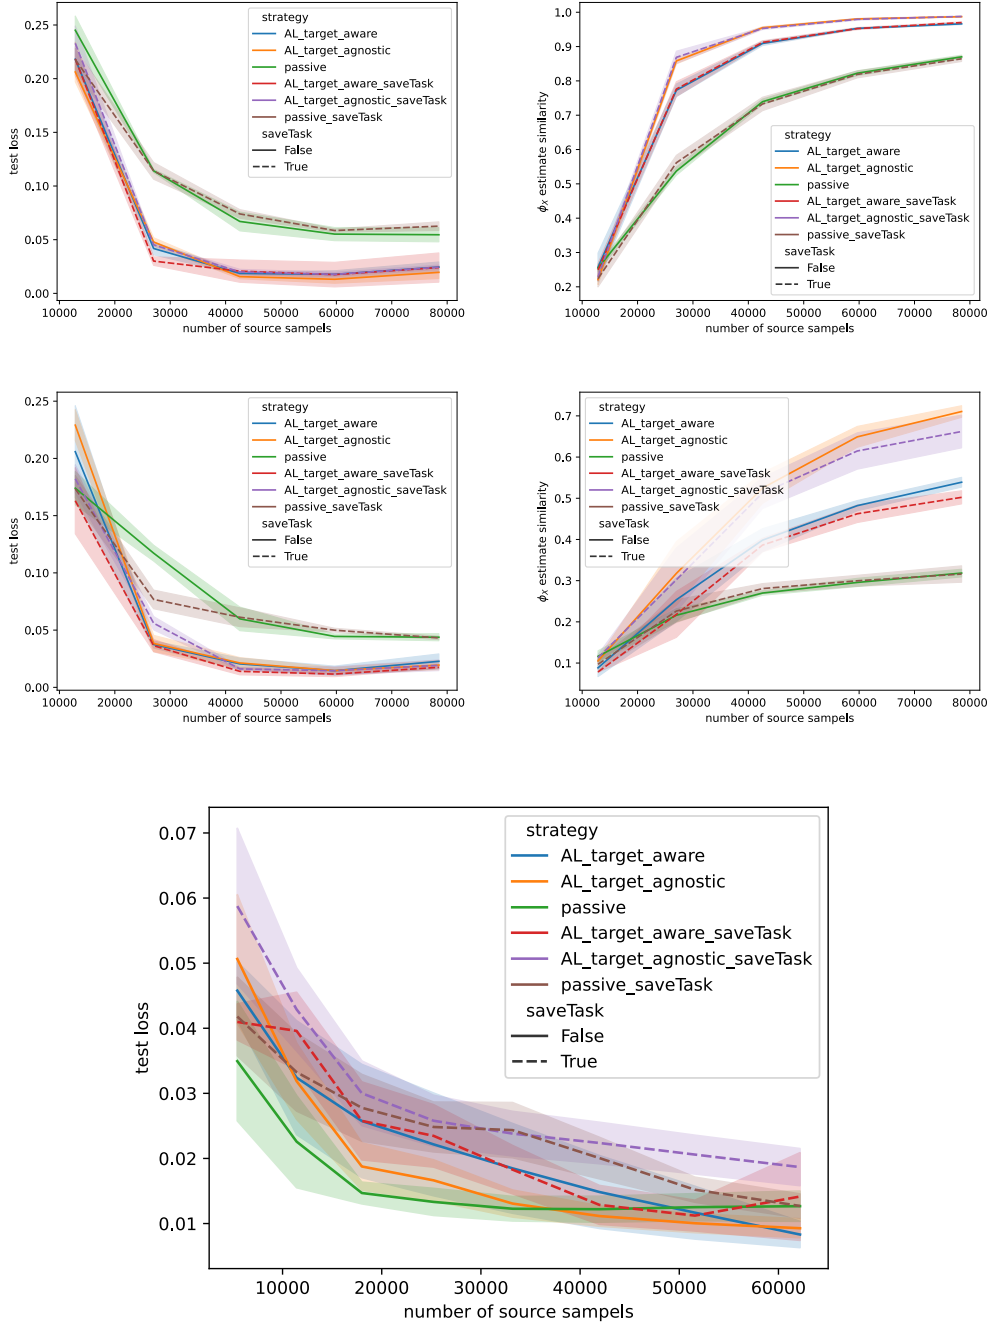 0.25
0.20
0.15
0.10
0.05
0.00
test loss
10000 20000 30000 40000 50000 60000 70000 80000
number of source sampels
strategy
AL_target_aware
AL_target_agnostic
passive
AL_target_aware_saveTask
AL_target_agnostic_saveTask
passive_saveTask
saveTask
False
True
1.0
0.9
0.8
0.7
0.6
0.5
0.4
0.3
0.2
ϕX estimate similarity
10000 20000 30000 40000 50000 60000 70000 80000
number of source sampels
strategy
AL_target_aware
AL_target_agnostic
passive
AL_target_aware_saveTask
AL_target_agnostic_saveTask
passive_saveTask
saveTask
False
True
0.25
0.20
0.15
0.10
0.05
0.00
test loss
10000 20000 30000 40000 50000 60000 70000 80000
number of source sampels
strategy
AL_target_aware
AL_target_agnostic
passive
AL_target_aware_saveTask
AL_target_agnostic_saveTask
passive_saveTask
saveTask
False
True
0.7
0.6
0.5
0.4
0.3
0.2
0.1
ϕX estimate similarity
10000 20000 30000 40000 50000 60000 70000 80000
number of source sampels
strategy
AL_target_aware
AL_target_agnostic
passive
AL_target_aware_saveTask
AL_target_agnostic_saveTask
passive_saveTask
saveTask
False
True
0.07
0.06
0.05
0.04
0.03
0.02
0.01
test loss
10000 20000 30000 40000 50000 60000
number of source sampels
strategy
AL_target_aware
AL_target_agnostic
passive
AL_target_aware_saveTask
AL_target_agnostic_saveTask
passive_saveTask
saveTask
False
True